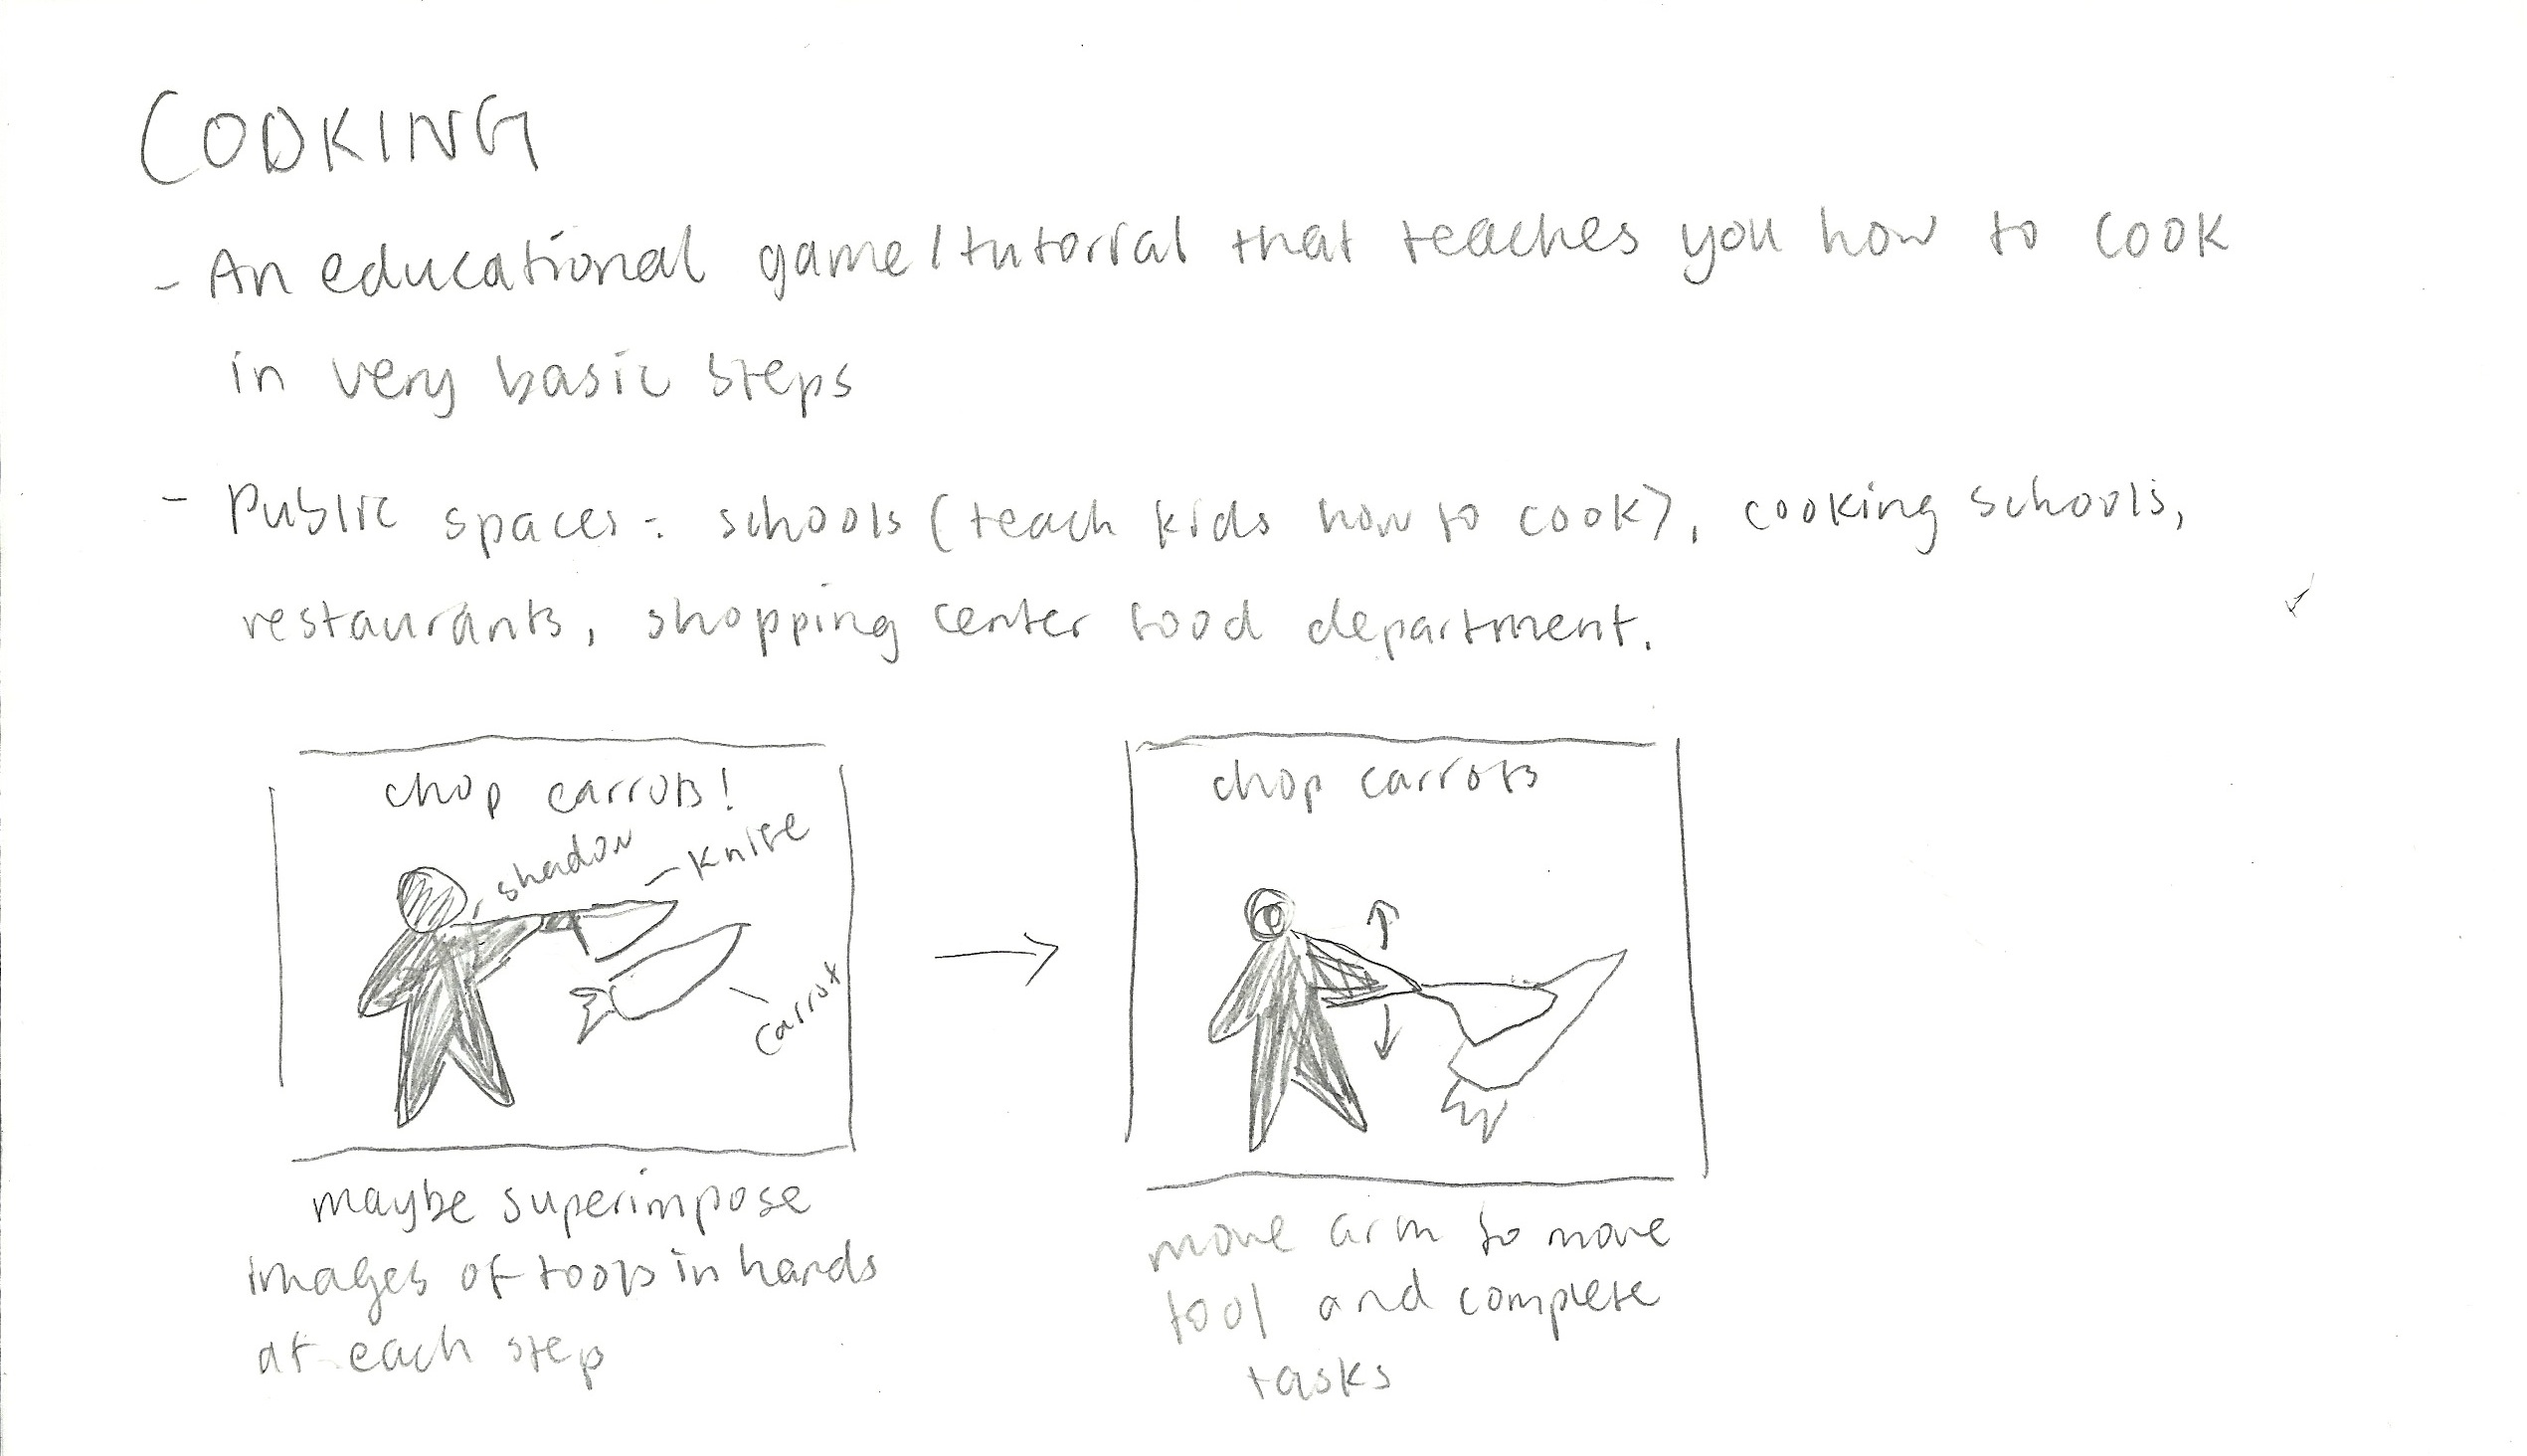 COOKING
- An educational game/tutorial that teaches you how to cook
in very basic steps
- Public spaces: schools (teach kids how to cook), cooking schools,
restaurants, shopping center food department.
chop carrots!
shadow
knife
carrot
maybe superimpose
images of tools in hands
at each step
chop carrots
move arm to move
tool and complete
tasks